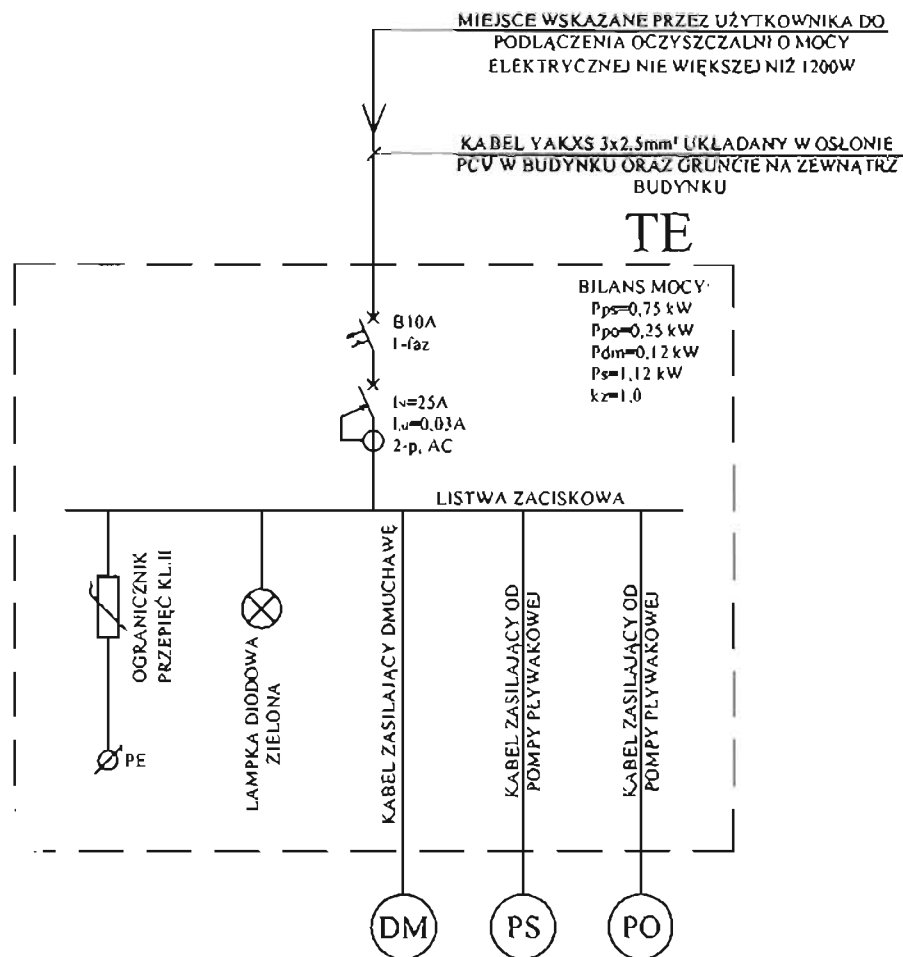 MIEJSCE WSKAZANE PRZEZ UŻYTKOWNIKA DO
PODŁĄCZENIA OCZYSZCZALNI O MOCY
ELEKTRYCZNEJ NIE WIĘKSZEJ NIŻ 1200W
KABEL YAKXS 3x2,5mm² UKŁADANY W OSŁONIE
PCV W BUDYNKU ORAZ GRUNCIE NA ZEWNĄTRZ
BUDYNKU
TE
BILANS MOCY:
Pps=0,75 kW
Ppo=0,25 kW
Pdm=0,12 kW
Ps=1,12 kW
kz=1,0
B10A
1-faz
IN=25A
I∆=0,03A
2-p, AC
LISTWA ZACISKOWA
OGRANICZNIK
PRZEPIĘĆ KL.II
PE
LAMPKA DIODOWA
ZIELONA
KABEL ZASILAJĄCY DMUCHAWĘ
KABEL ZASILAJĄCY OD
POMPY PŁYWAKOWEJ
KABEL ZASILAJĄCY OD
POMPY PŁYWAKOWEJ
DM
PS
PO